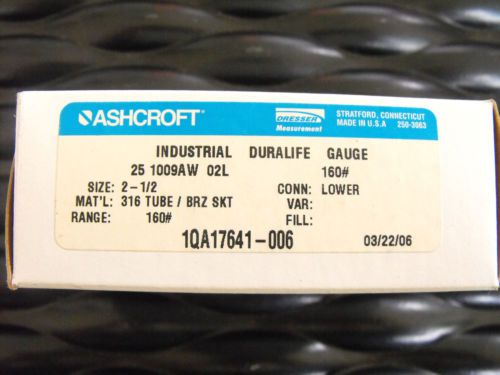 ASHCROFT®
DRESSER
Measurement
STRATFORD, CONNECTICUT
MADE IN U.S.A 250-3063
INDUSTRIAL DURALIFE GAUGE
25 1009AW 02L 160#
SIZE: 2-1/2 CONN: LOWER
MAT'L: 316 TUBE / BRZ SKT VAR:
RANGE: 160# FILL:
1QA17641-006 03/22/06